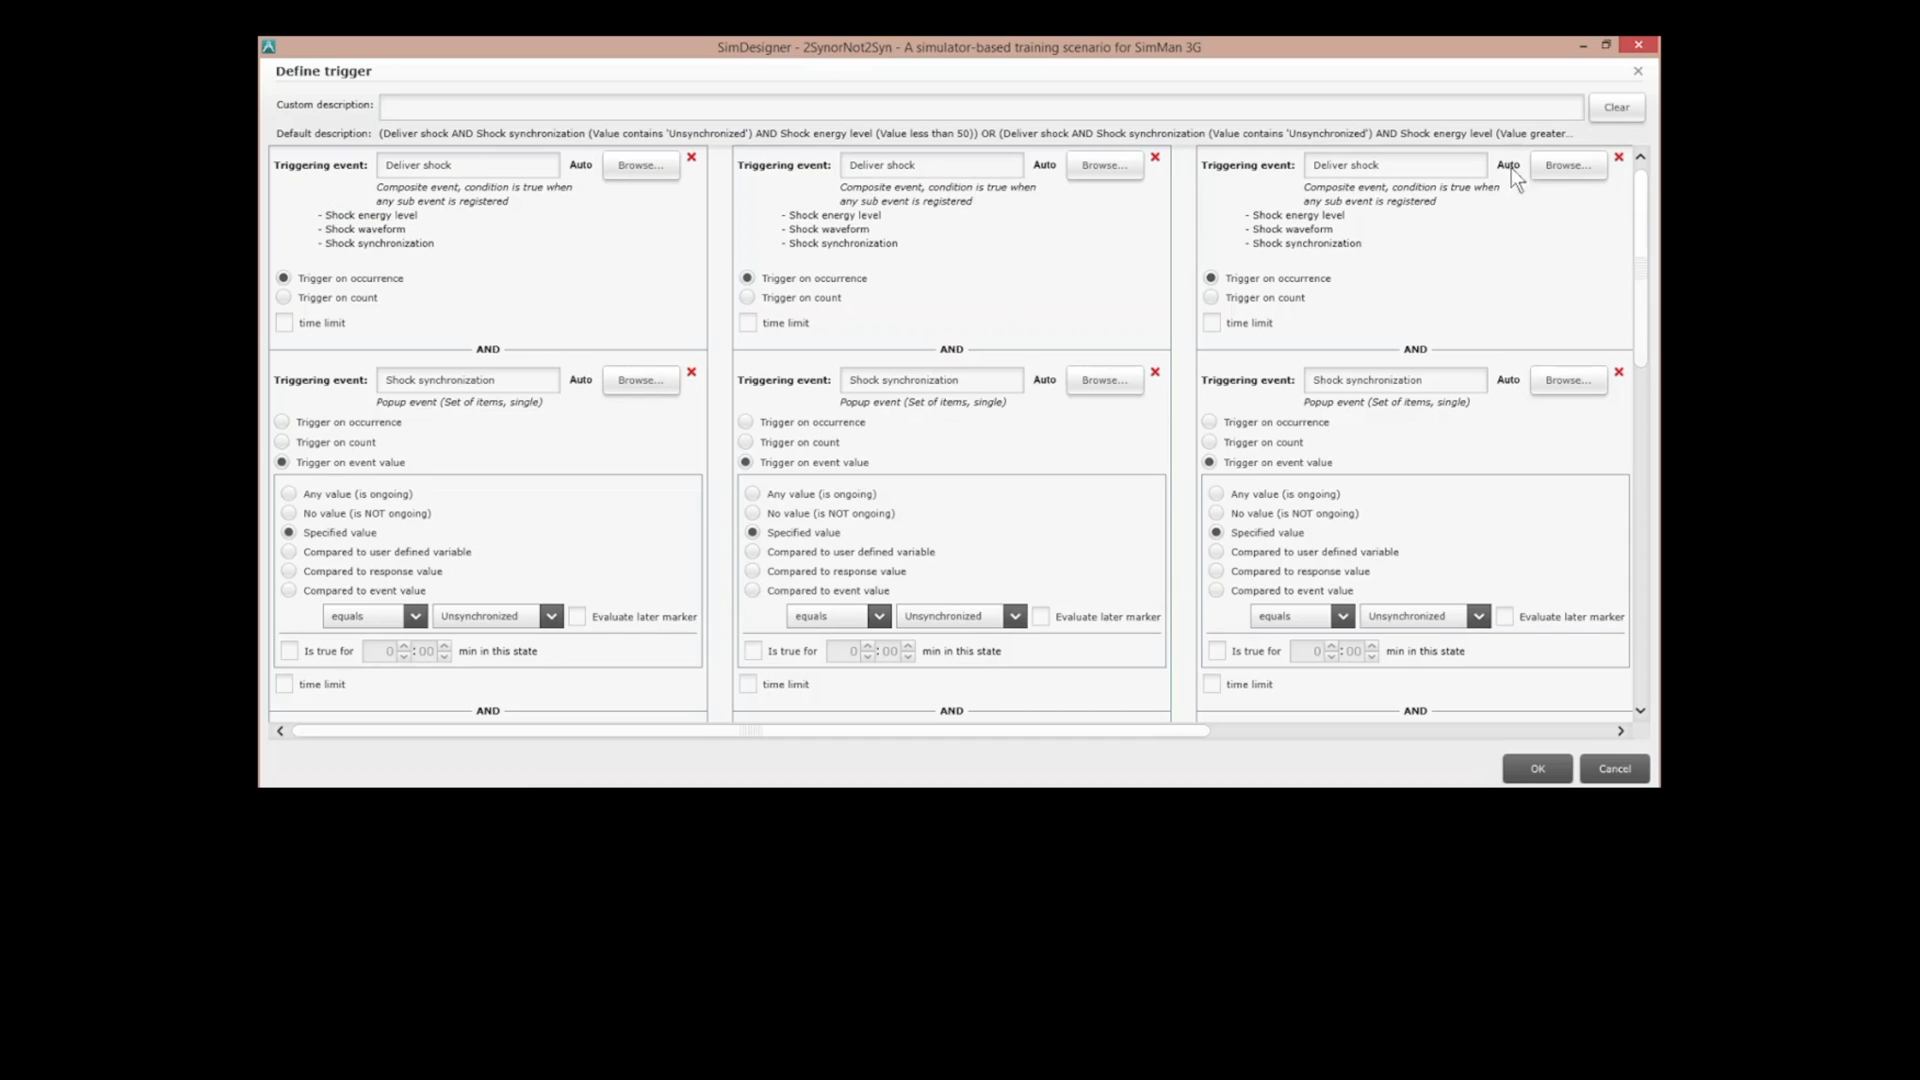 SimDesigner - 2SynorNot2Syn - A simulator-based training scenario for SimMan 3G
Define trigger
Custom description:
Clear
Default description: (Deliver shock AND Shock synchronization (Value contains 'Unsynchronized') AND Shock energy level (Value less than 50)) OR (Deliver shock AND Shock synchronization (Value contains 'Unsynchronized') AND Shock energy level (Value greater...
Triggering event: Deliver shock Auto Browse...
Composite event, condition is true when
any sub event is registered
- Shock energy level
- Shock waveform
- Shock synchronization
Trigger on occurrence
Trigger on count
time limit
AND
Triggering event: Shock synchronization Auto Browse...
Popup event (Set of items, single)
Trigger on occurrence
Trigger on count
Trigger on event value
Any value (is ongoing)
No value (is NOT ongoing)
Specified value
Compared to user defined variable
Compared to response value
Compared to event value
equals Unsynchronized Evaluate later marker
Is true for 0 : 00 min in this state
time limit
AND
Triggering event: Deliver shock Auto Browse...
Composite event, condition is true when
any sub event is registered
- Shock energy level
- Shock waveform
- Shock synchronization
Trigger on occurrence
Trigger on count
time limit
AND
Triggering event: Shock synchronization Auto Browse...
Popup event (Set of items, single)
Trigger on occurrence
Trigger on count
Trigger on event value
Any value (is ongoing)
No value (is NOT ongoing)
Specified value
Compared to user defined variable
Compared to response value
Compared to event value
equals Unsynchronized Evaluate later marker
Is true for 0 : 00 min in this state
time limit
AND
Triggering event: Deliver shock Auto Browse...
Composite event, condition is true when
any sub event is registered
- Shock energy level
- Shock waveform
- Shock synchronization
Trigger on occurrence
Trigger on count
time limit
AND
Triggering event: Shock synchronization Auto Browse...
Popup event (Set of items, single)
Trigger on occurrence
Trigger on count
Trigger on event value
Any value (is ongoing)
No value (is NOT ongoing)
Specified value
Compared to user defined variable
Compared to response value
Compared to event value
equals Unsynchronized Evaluate later marker
Is true for 0 : 00 min in this state
time limit
AND
OK Cancel